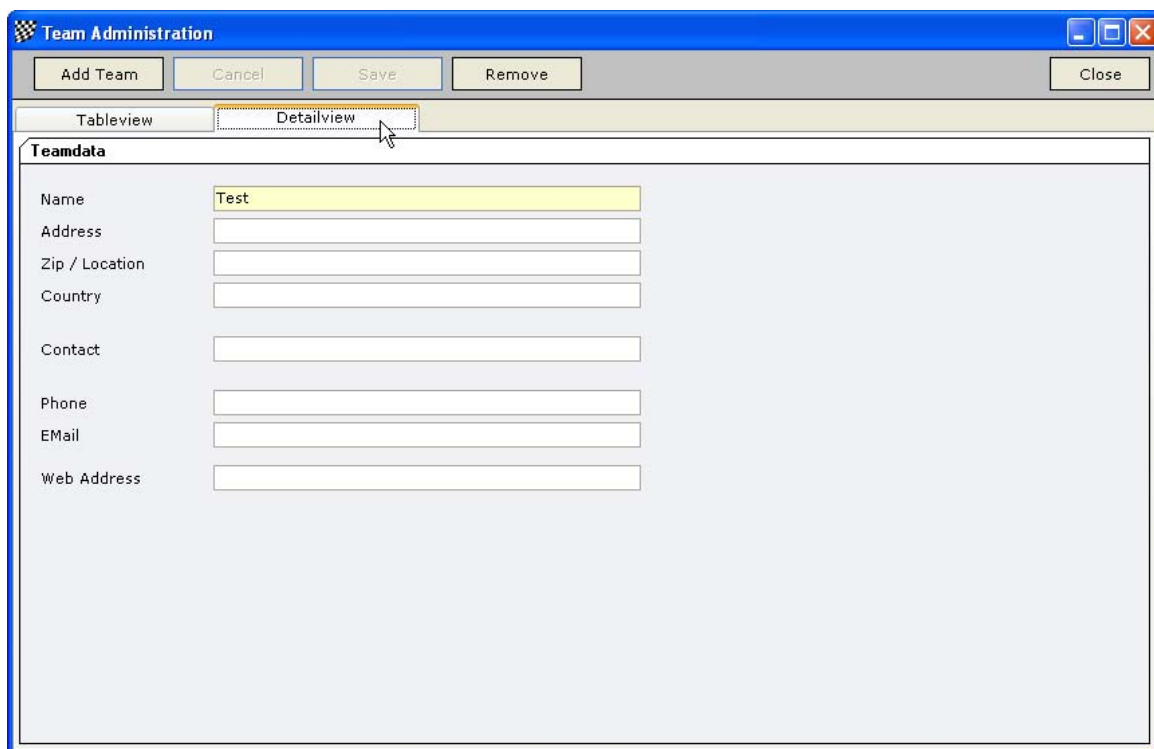 Team Administration
Add Team Cancel Save Remove Close
Tableview Detailview
Teamdata
Name Test
Address
Zip / Location
Country
Contact
Phone
EMail
Web Address